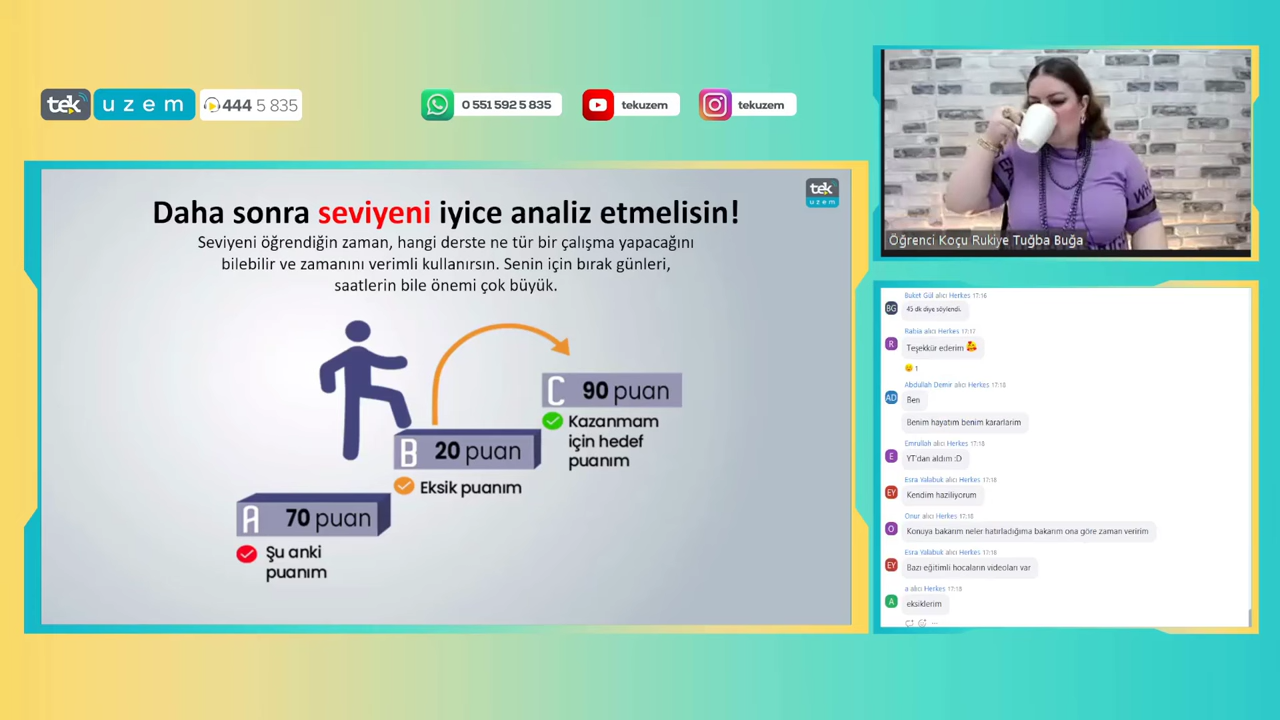 tek uzem 444 5 835
0 551 592 5 835
tekuzem
tekuzem
tek
uzem
Daha sonra seviyeni iyice analiz etmelisin!
Seviyeni öğrendiğin zaman, hangi derste ne tür bir çalışma yapacağını
bilebilir ve zamanını verimli kullanırsın. Senin için bırak günleri,
saatlerin bile önemi çok büyük.
C 90 puan
Kazanmam
için hedef
puanım
B 20 puan
Eksik puanım
A 70 puan
Şu anki
puanım
Öğrenci Koçu Rukiye Tuğba Buğa
Buket Gül alıcı Herkes 17:16
BG
45 dk diye söylendi.
Rabia alıcı Herkes 17:17
R
Teşekkür ederim
1
Abdullah Demir alıcı Herkes 17:18
AD
Ben
Benim hayatım benim kararlarim
Emrullah alıcı Herkes 17:18
E
YT'dan aldım :D
Esra Yalabuk alıcı Herkes 17:18
EY
Kendim haziliyorum
Onur alıcı Herkes 17:18
O
Konuya bakarım neler hatırladığıma bakarım ona göre zaman veririm
Esra Yalabuk alıcı Herkes 17:18
EY
Bazı eğitimli hocaların videoları var
a alıcı Herkes 17:18
A
eksiklerim